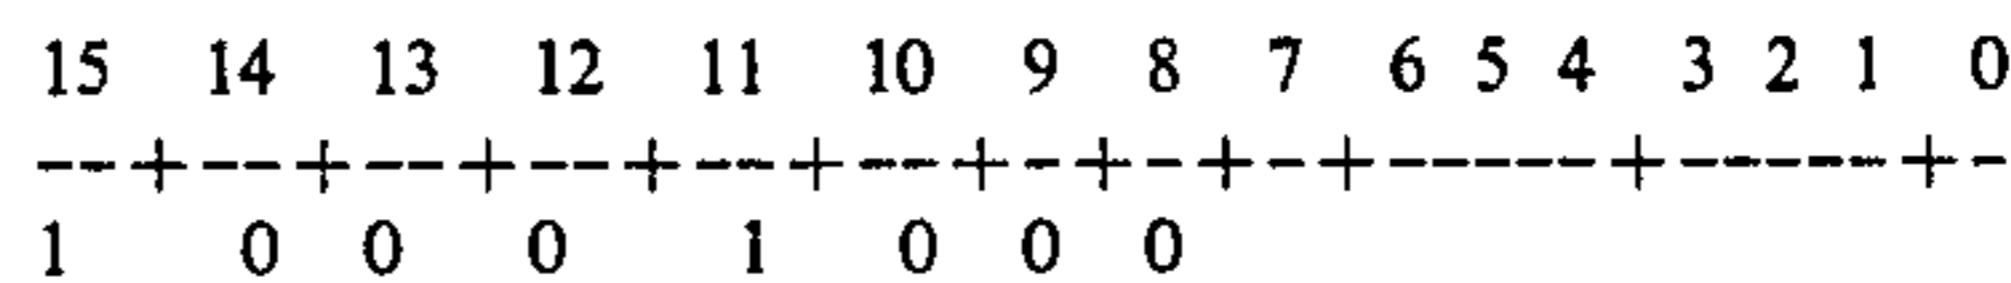 15 14 13 12 11 10 9 8 7 6 5 4 3 2 1 0
--+--+--+--+--+--+-+-+-+-----+-----+-
1 0 0 0 1 0 0 0